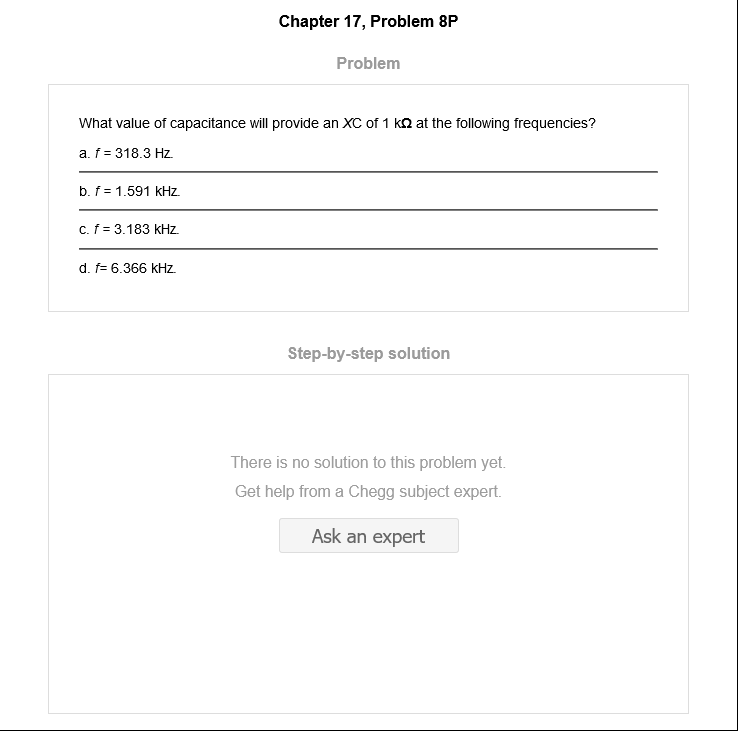 Chapter 17, Problem 8P
Problem
What value of capacitance will provide an XC of 1 kΩ at the following frequencies?
a. f = 318.3 Hz.
b. f = 1.591 kHz.
c. f = 3.183 kHz.
d. f= 6.366 kHz.
Step-by-step solution
There is no solution to this problem yet.
Get help from a Chegg subject expert.
Ask an expert